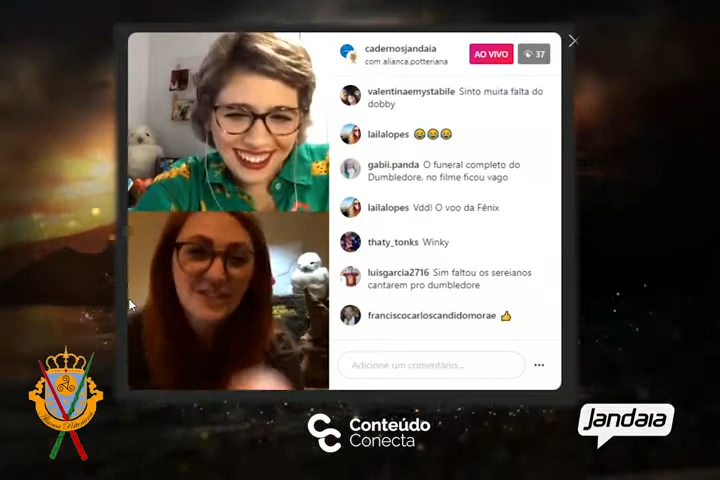 cadernosjandaia
com alianca.potteriana
AO VIVO
37
valentinaemystabile Sinto muita falta do
dobby
lailalopes 😂😂😂
gabii.panda O funeral completo do
Dumbledore, no filme ficou vago
lailalopes Vdd! O voo da Fênix
thaty_tonks Winky
luisgarcia2716 Sim faltou os sereianos
cantarem pro dumbledore
franciscocarloscandidomorae 👍
Adicione um comentário...
Conteúdo
Conecta
Jandaia